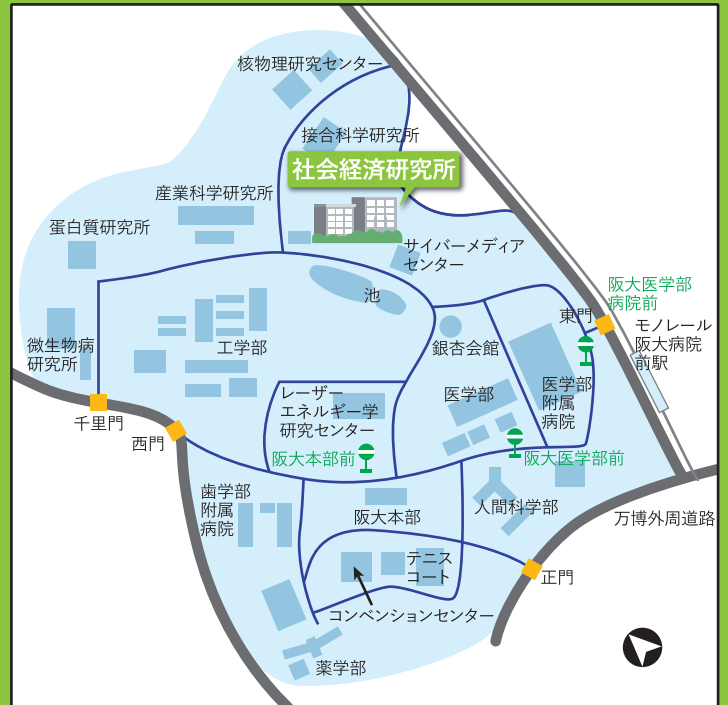 核物理研究センター
接合科学研究所
社会経済研究所
産業科学研究所
蛋白質研究所
サイバーメディア
センター
池
阪大医学部
病院前
東門
モノレール
阪大病院
前駅
微生物病
研究所
工学部
銀杏会館
医学部
医学部
附属
病院
レーザー
エネルギー学
研究センター
千里門
西門
阪大本部前
阪大医学部前
歯学部
附属
病院
阪大本部
人間科学部
万博外周道路
テニス
コート
正門
コンベンションセンター
薬学部